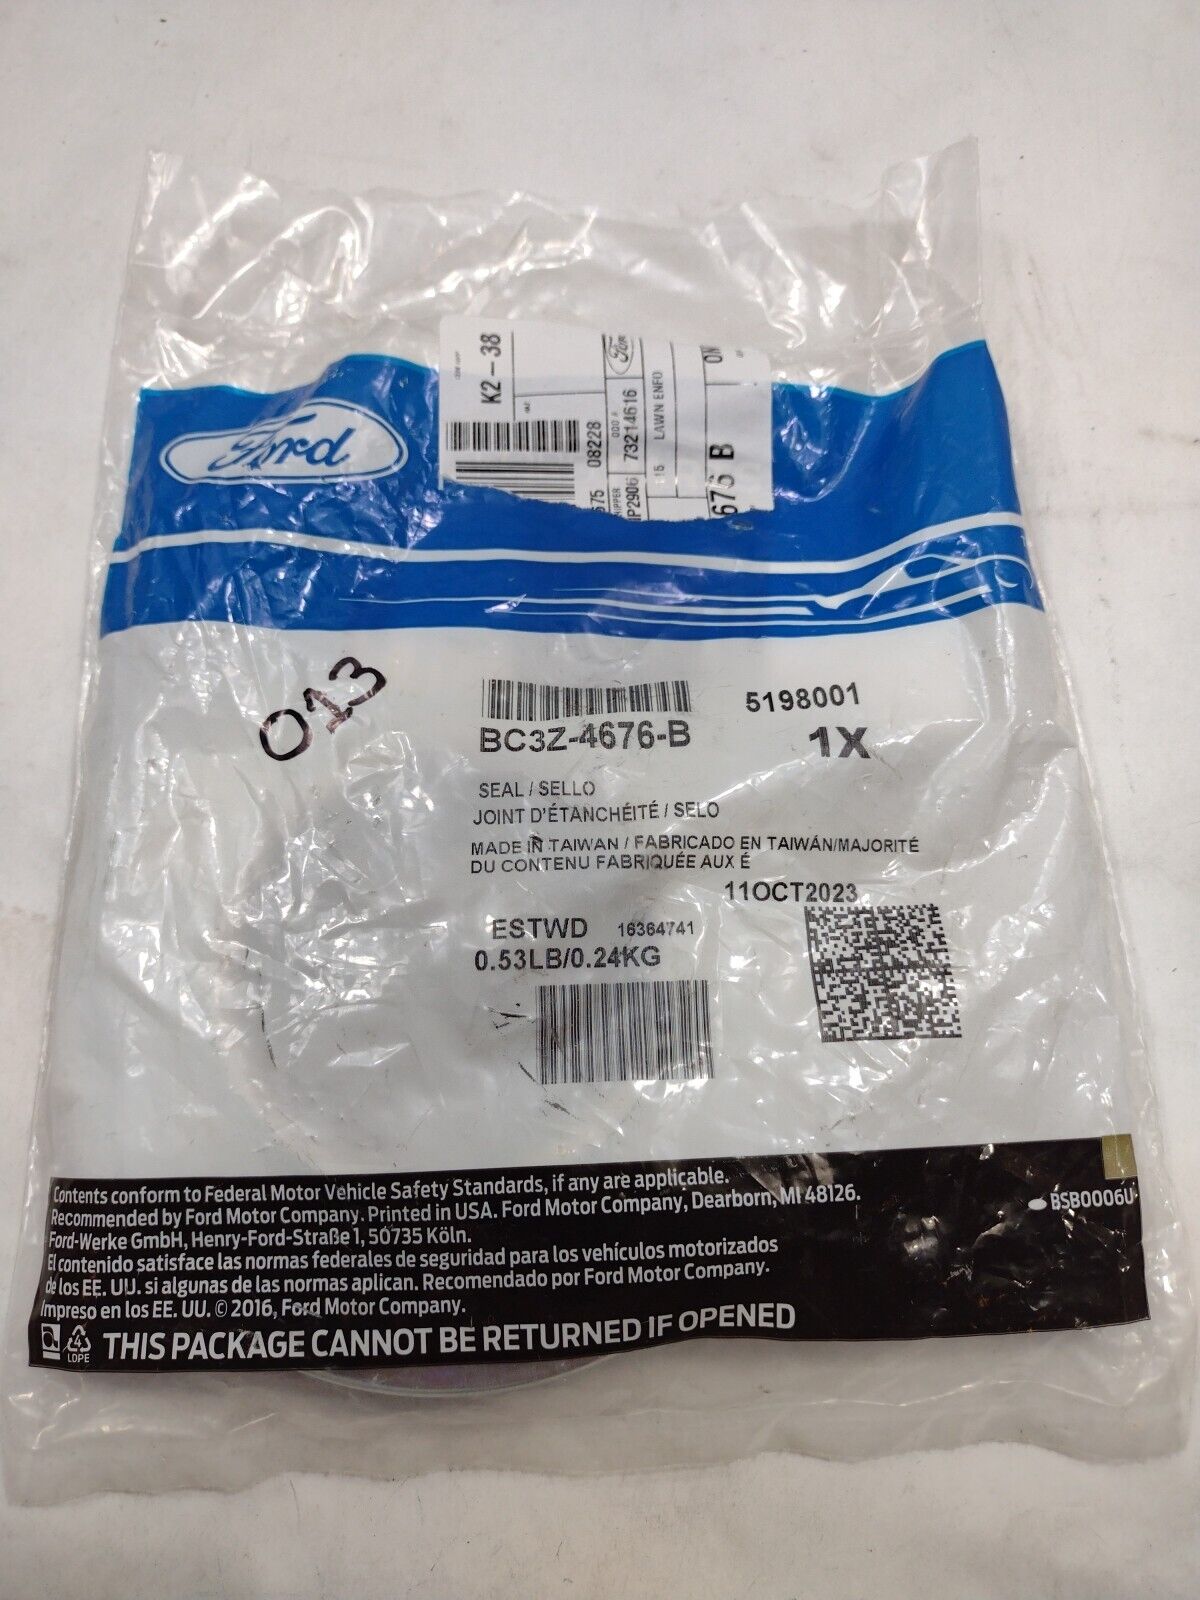 K2-38
Ford
08228
73214616
LAWN ENFO
676 B
Ford
013
BC3Z-4676-B
5198001
1X
SEAL / SELLO
JOINT D'ÉTANCHÉITÉ / SELO
MADE IN TAIWAN / FABRICADO EN TAIWÁN/MAJORITÉ
DU CONTENU FABRIQUÉE AUX É
11OCT2023
ESTWD 16364741
0.53LB/0.24KG
Contents conform to Federal Motor Vehicle Safety Standards, if any are applicable.
Recommended by Ford Motor Company. Printed in USA. Ford Motor Company, Dearborn, MI 48126.
Ford-Werke GmbH, Henry-Ford-Straße 1, 50735 Köln.
El contenido satisface las normas federales de seguridad para los vehículos motorizados
de los EE. UU. si algunas de las normas aplican. Recomendado por Ford Motor Company.
Impreso en los EE. UU. © 2016, Ford Motor Company.
BSB0006U
4
LDPE
THIS PACKAGE CANNOT BE RETURNED IF OPENED